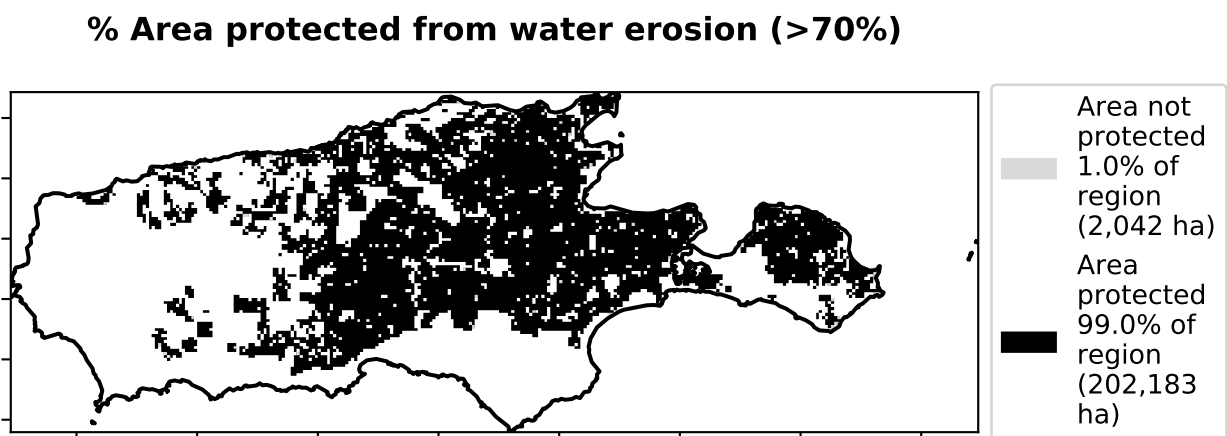 % Area protected from water erosion (>70%)
Area not
protected
1.0% of
region
(2,042 ha)
Area
protected
99.0% of
region
(202,183
ha)